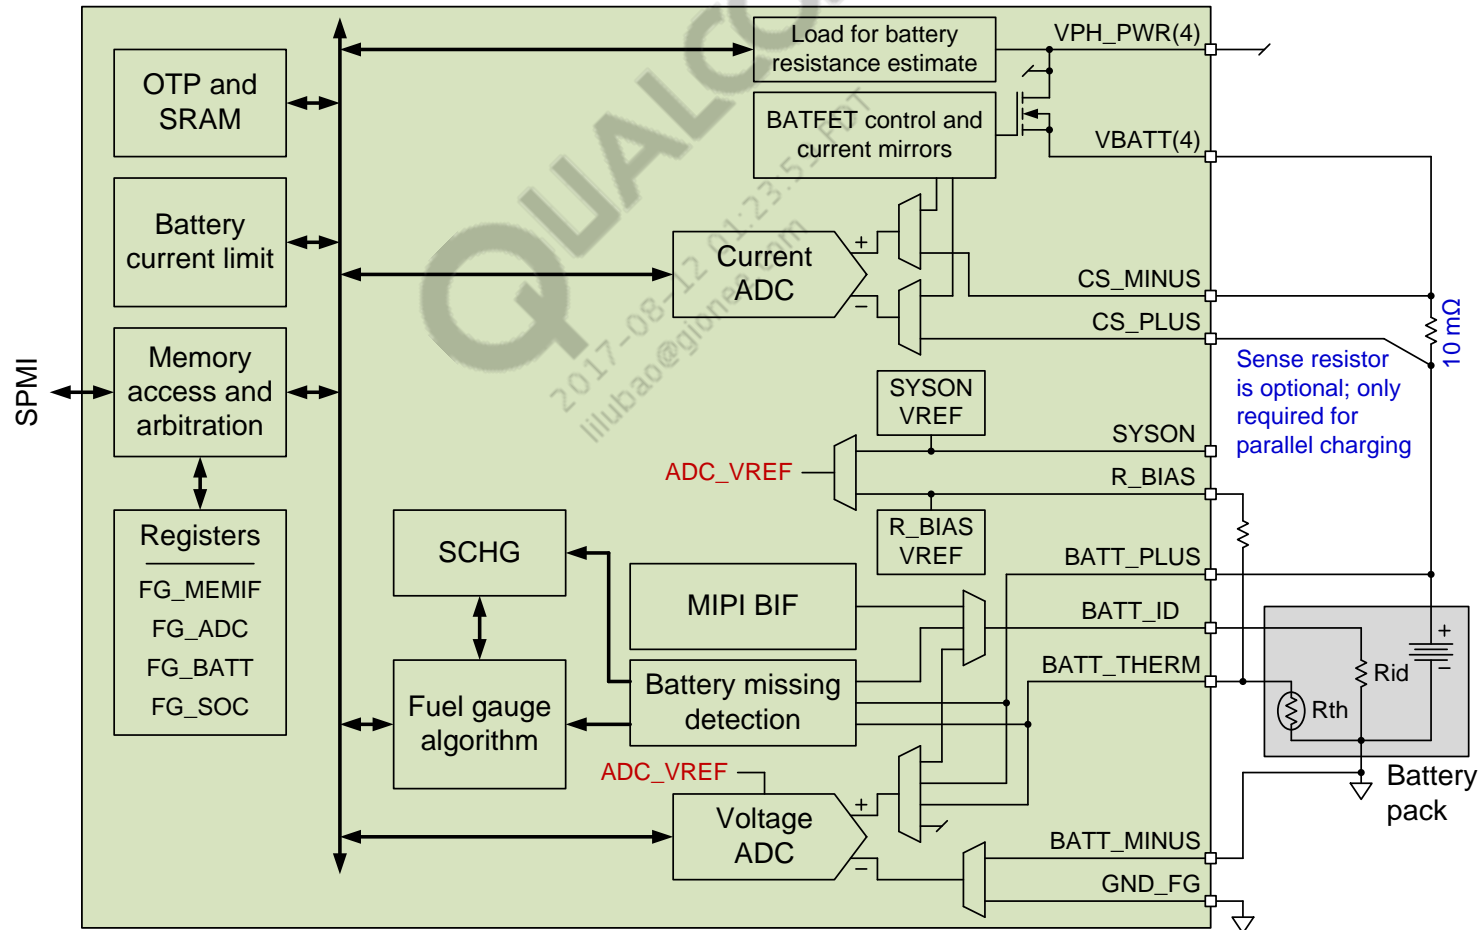 QUALCO
2017-08-12 01:23:55 PDT
lilubao@gionee.com
SPMI
OTP and
SRAM
Battery
current limit
Memory
access and
arbitration
Registers
FG_MEMIF
FG_ADC
FG_BATT
FG_SOC
Load for battery
resistance estimate
BATFET control and
current mirrors
Current
ADC
+
−
SYSON
VREF
ADC_VREF
R_BIAS
VREF
SCHG
MIPI BIF
Fuel gauge
algorithm
Battery missing
detection
ADC_VREF
Voltage
ADC
+
−
VPH_PWR(4)
VBATT(4)
CS_MINUS
CS_PLUS
SYSON
R_BIAS
BATT_PLUS
BATT_ID
BATT_THERM
BATT_MINUS
GND_FG
10 mΩ
Sense resistor
is optional; only
required for
parallel charging
+
−
Rid
Rth
Battery
pack